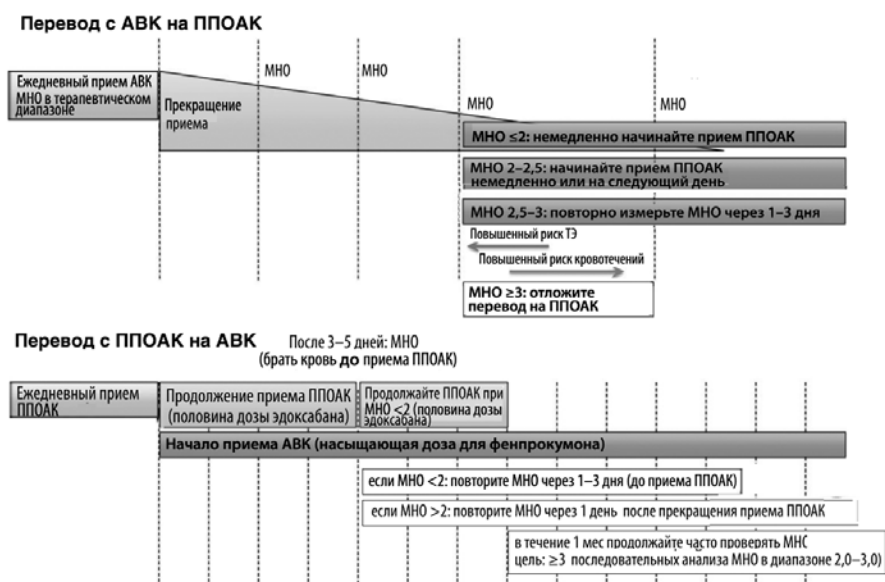 Перевод с АВК на ППОАК
Ежедневный прием АВК
МНО в терапевтическом
диапазоне
Прекращение
приема
МНО
МНО
МНО
МНО
МНО ≤2: немедленно начинайте прием ППОАК
МНО 2–2,5: начинайте прием ППОАК
немедленно или на следующий день
МНО 2,5–3: повторно измерьте МНО через 1–3 дня
Повышенный риск ТЭ
Повышенный риск кровотечений
МНО ≥3: отложите
перевод на ППОАК
Перевод с ППОАК на АВК
После 3–5 дней: МНО
(брать кровь до приема ППОАК)
Ежедневный прием
ППОАК
Продолжение приема ППОАК
(половина дозы эдоксабана)
Продолжайте ППОАК при
МНО <2 (половина дозы
эдоксабана)
Начало приема АВК (насыщающая доза для фенпрокумона)
если МНО <2: повторите МНО через 1–3 дня (до приема ППОАК)
если МНО >2: повторите МНО через 1 день после прекращения приема ППОАК
в течение 1 мес продолжайте часто проверять МНО
цель: ≥3 последовательных анализа МНО в диапазоне 2,0–3,0)